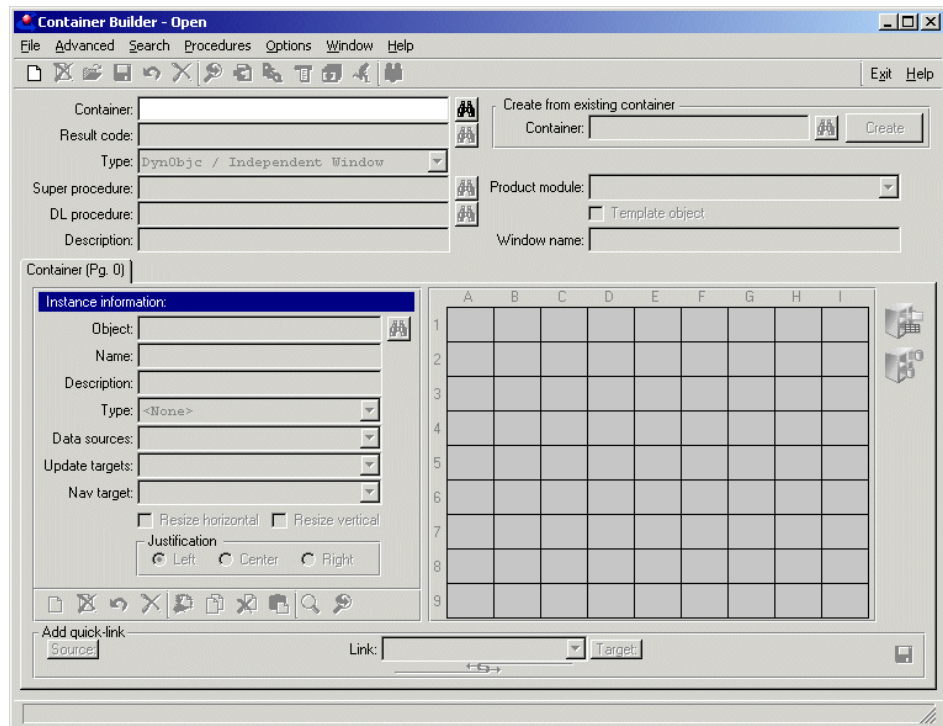 Container Builder - Open
File Advanced Search Procedures Options Window Help
Exit Help
Container:
Result code:
Type: DynObjc / Independent Window
Super procedure:
DL procedure:
Description:
Create from existing container
Container: Create
Product module:
Template object
Window name:
Container (Pg. 0)
Instance information:
Object:
Name:
Description:
Type: <None>
Data sources:
Update targets:
Nav target:
Resize horizontal Resize vertical
Justification
Left Center Right
A B C D E F G H I
1
2
3
4
5
6
7
8
9
Add quick-link
Source: Link: Target: